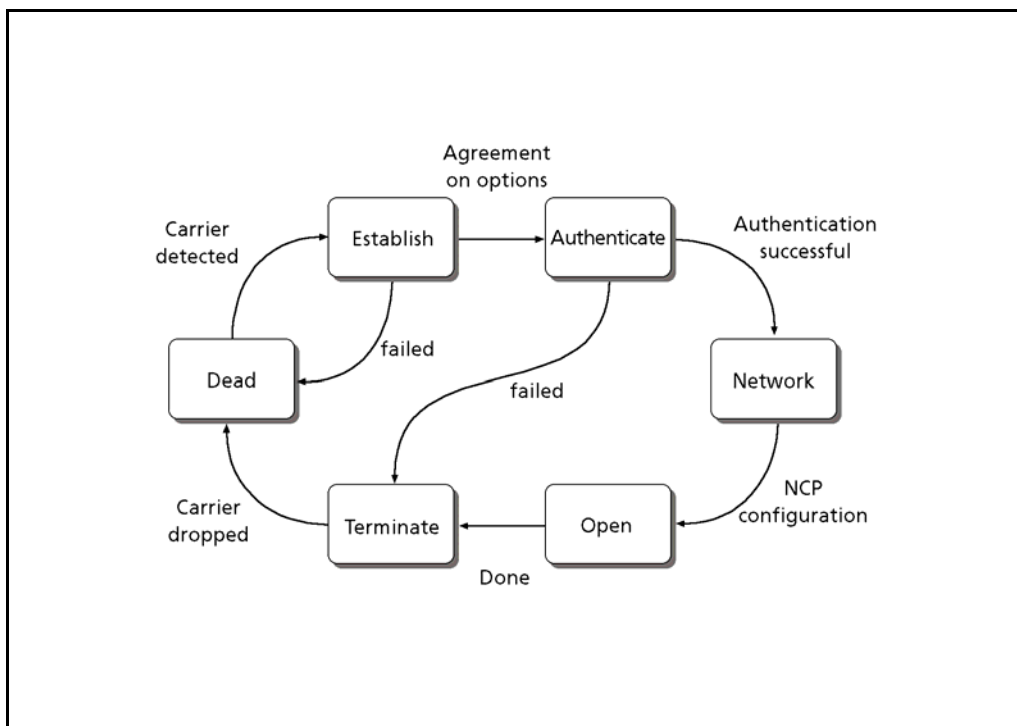 Agreement
on options
Carrier
detected
Establish
Authenticate
Authentication
successful
failed
Dead
failed
Network
Carrier
dropped
Terminate
Open
NCP
configuration
Done